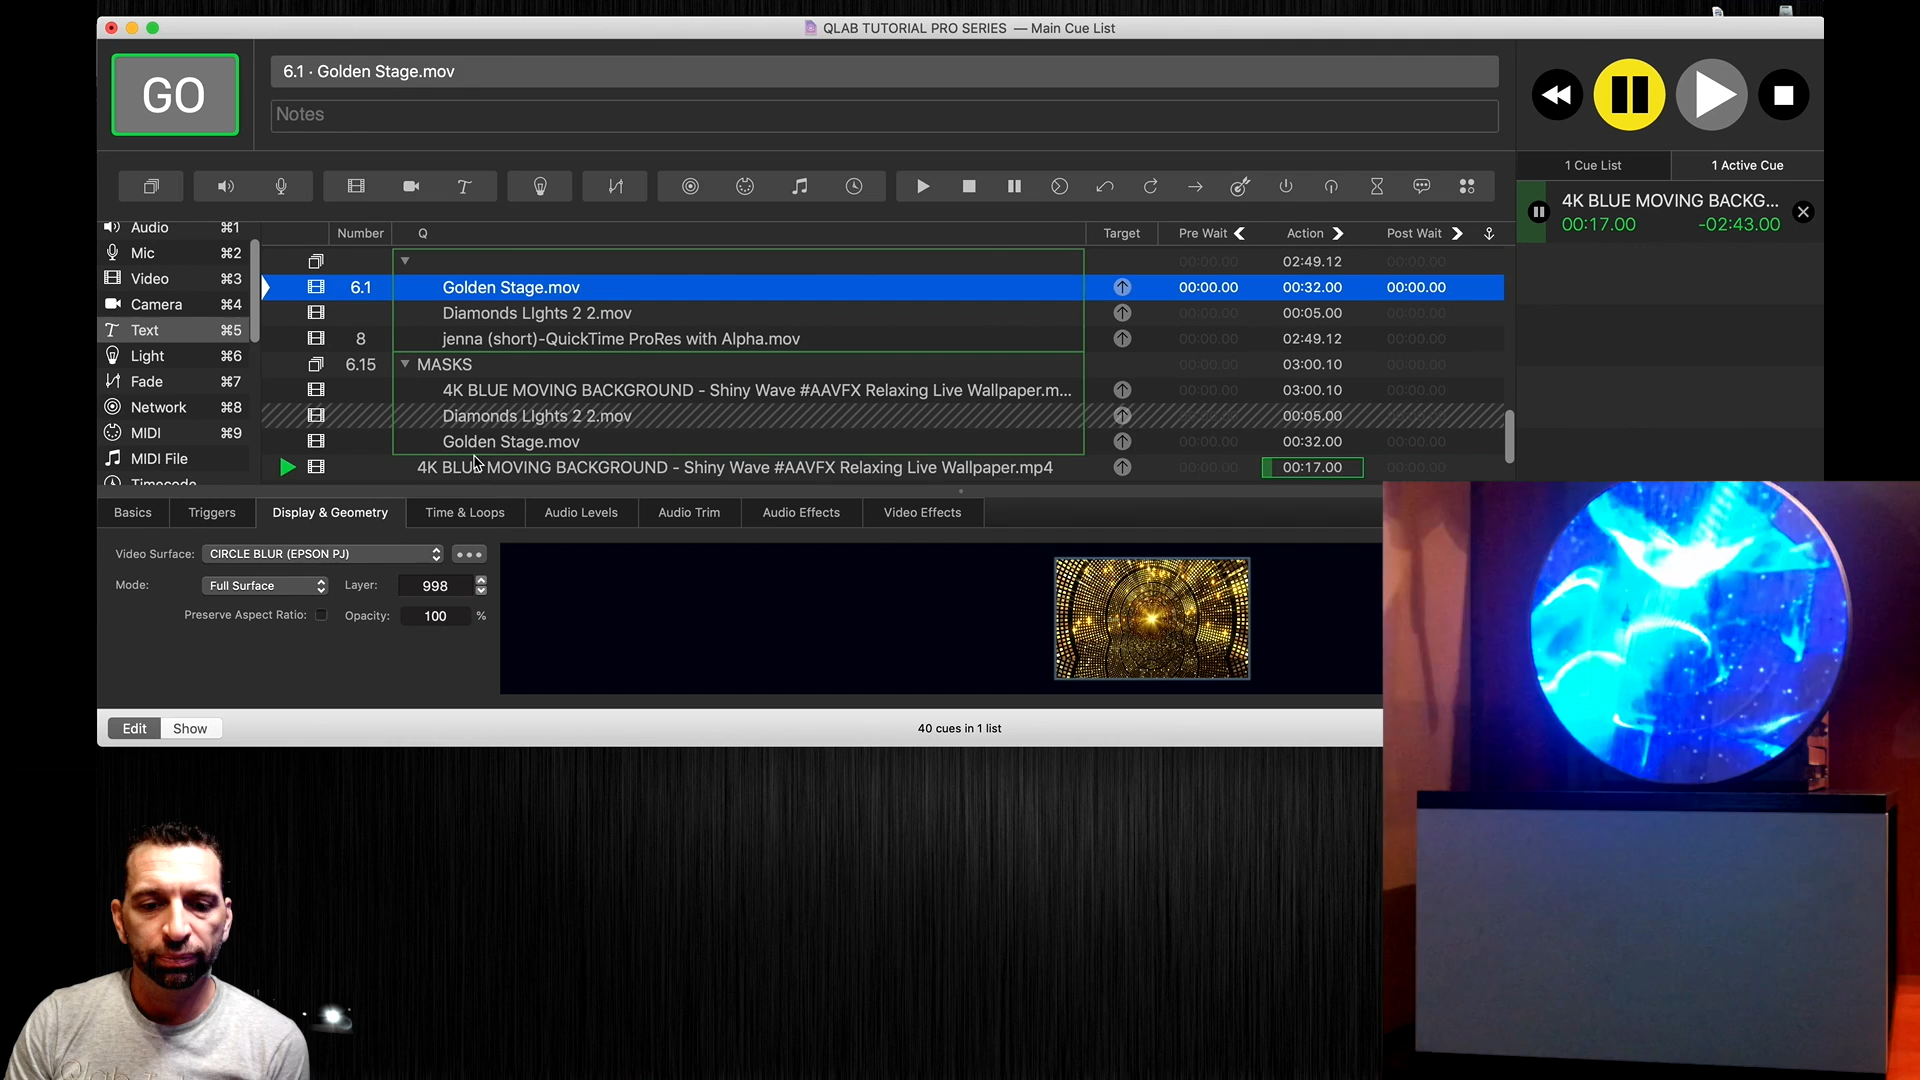 QLAB TUTORIAL PRO SERIES — Main Cue List
GO
6.1 · Golden Stage.mov
Notes
1 Cue List
1 Active Cue
4K BLUE MOVING BACKG...
00:17.00 -02:43.00
Audio ⌘1
Mic ⌘2
Video ⌘3
Camera ⌘4
Text ⌘5
Light ⌘6
Fade ⌘7
Network ⌘8
MIDI ⌘9
MIDI File
Timecode
Number Q Target Pre Wait Action Post Wait
00:00.00 02:49.12 00:00.00
6.1 Golden Stage.mov 00:00.00 00:32.00 00:00.00
Diamonds LIghts 2 2.mov 00:05.00
8 jenna (short)-QuickTime ProRes with Alpha.mov 02:49.12
6.15 MASKS 03:00.10
4K BLUE MOVING BACKGROUND - Shiny Wave #AAVFX Relaxing Live Wallpaper.m... 03:00.10
Diamonds LIghts 2 2.mov 00:05.00
Golden Stage.mov 00:32.00
4K BLUE MOVING BACKGROUND - Shiny Wave #AAVFX Relaxing Live Wallpaper.mp4 00:17.00
Basics Triggers Display & Geometry Time & Loops Audio Levels Audio Trim Audio Effects Video Effects
Video Surface: CIRCLE BLUR (EPSON PJ)
Mode: Full Surface Layer: 998
Preserve Aspect Ratio: Opacity: 100 %
Edit Show
40 cues in 1 list